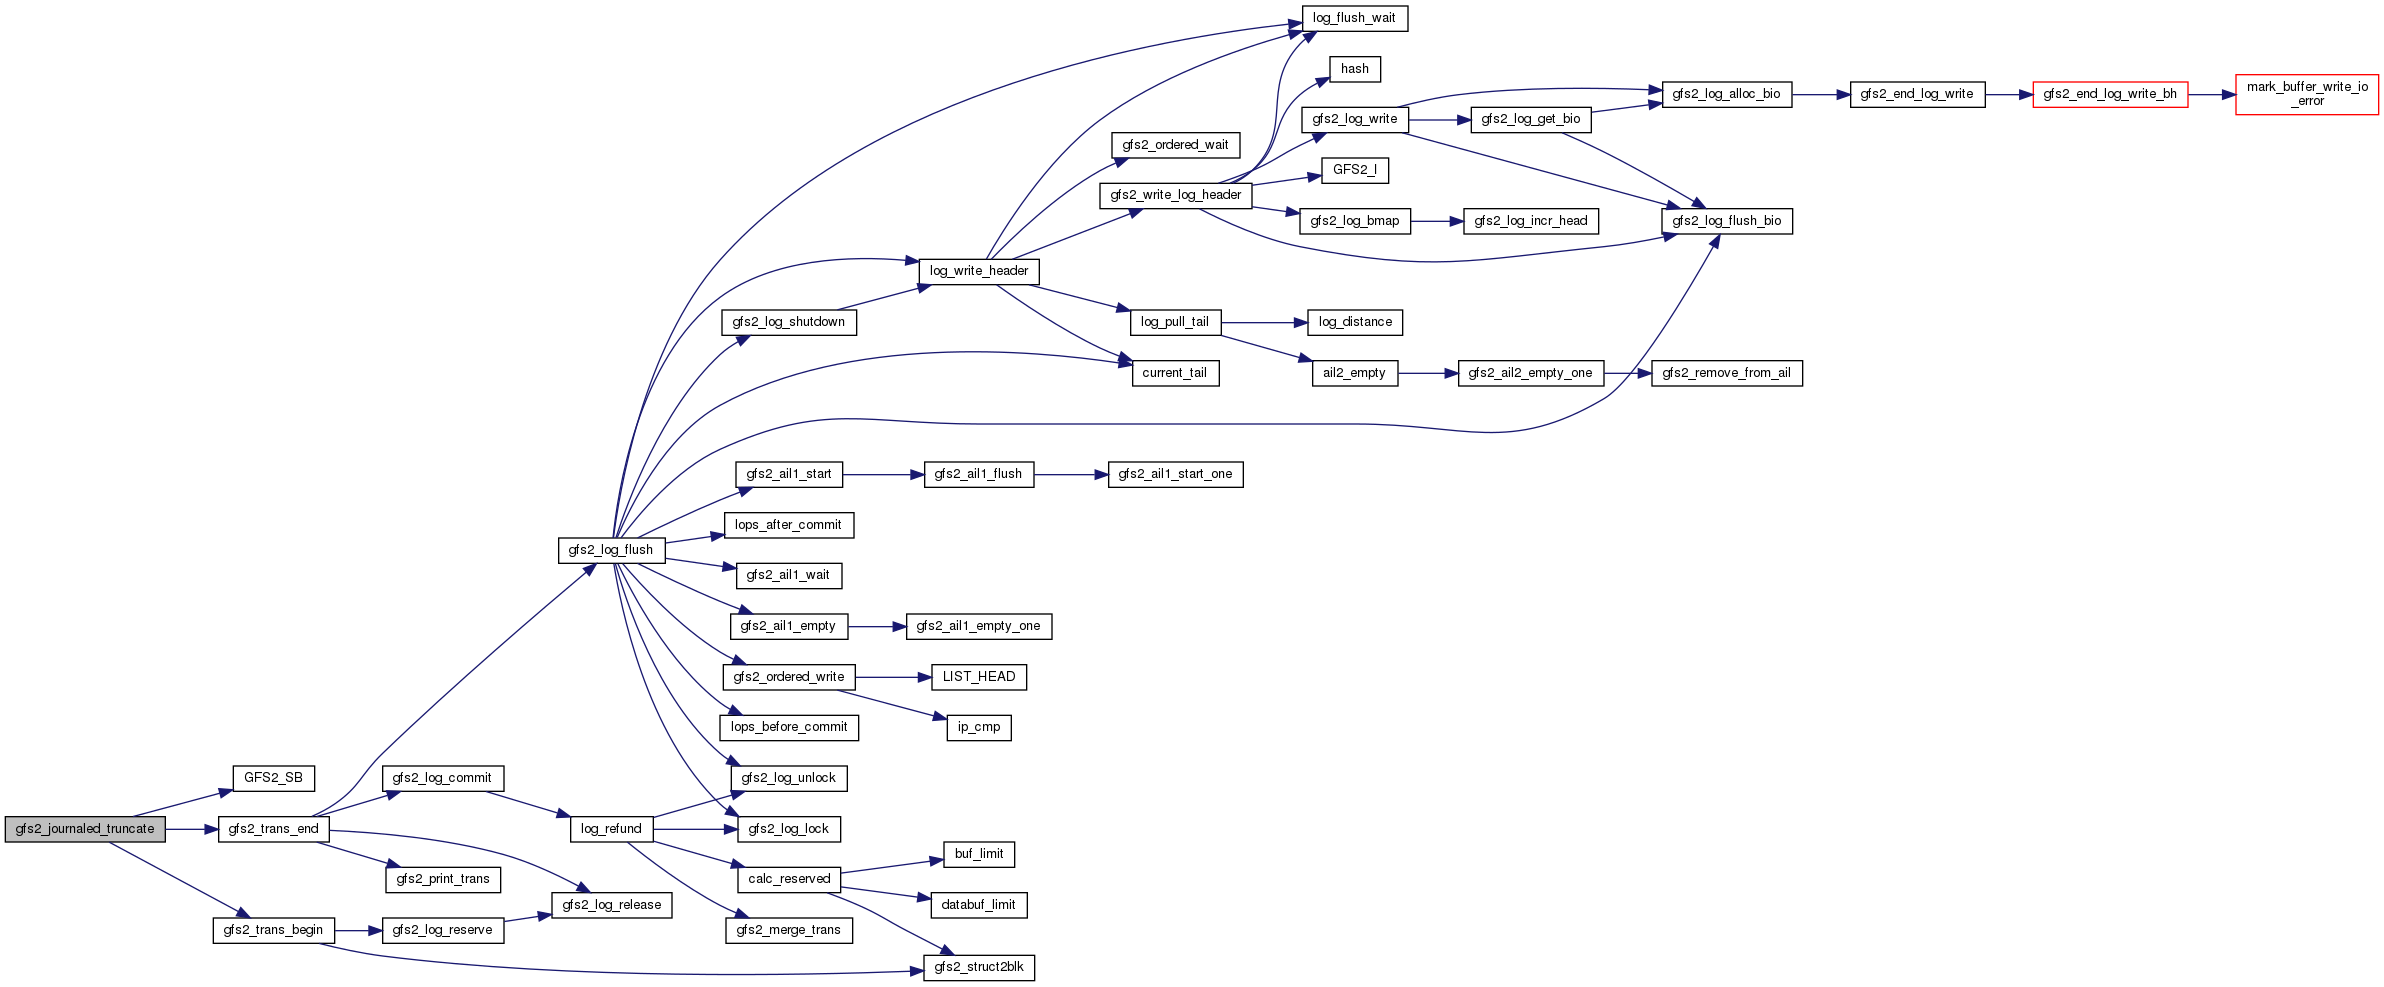 log_flush_wait
hash
gfs2_log_alloc_bio
gfs2_end_log_write
gfs2_end_log_write_bh
mark_buffer_write_io
_error
gfs2_log_write
gfs2_log_get_bio
gfs2_ordered_wait
GFS2_I
gfs2_write_log_header
gfs2_log_bmap
gfs2_log_incr_head
gfs2_log_flush_bio
log_write_header
gfs2_log_shutdown
log_pull_tail
log_distance
current_tail
ail2_empty
gfs2_ail2_empty_one
gfs2_remove_from_ail
gfs2_ail1_start
gfs2_ail1_flush
gfs2_ail1_start_one
lops_after_commit
gfs2_log_flush
gfs2_ail1_wait
gfs2_ail1_empty
gfs2_ail1_empty_one
gfs2_ordered_write
LIST_HEAD
lops_before_commit
ip_cmp
GFS2_SB
gfs2_log_commit
gfs2_log_unlock
gfs2_journaled_truncate
gfs2_trans_end
log_refund
gfs2_log_lock
buf_limit
gfs2_print_trans
calc_reserved
gfs2_log_release
databuf_limit
gfs2_trans_begin
gfs2_log_reserve
gfs2_merge_trans
gfs2_struct2blk